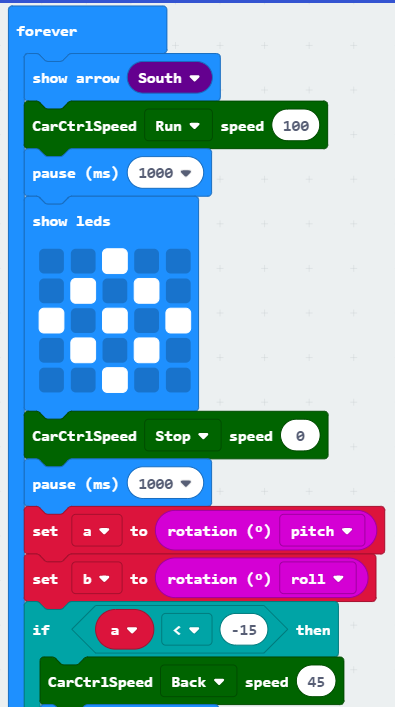 forever
show arrow South
CarCtrlSpeed Run speed 100
pause (ms) 1000
show leds
CarCtrlSpeed Stop speed 0
pause (ms) 1000
set a to rotation (º) pitch
set b to rotation (º) roll
if a < -15 then
CarCtrlSpeed Back speed 45